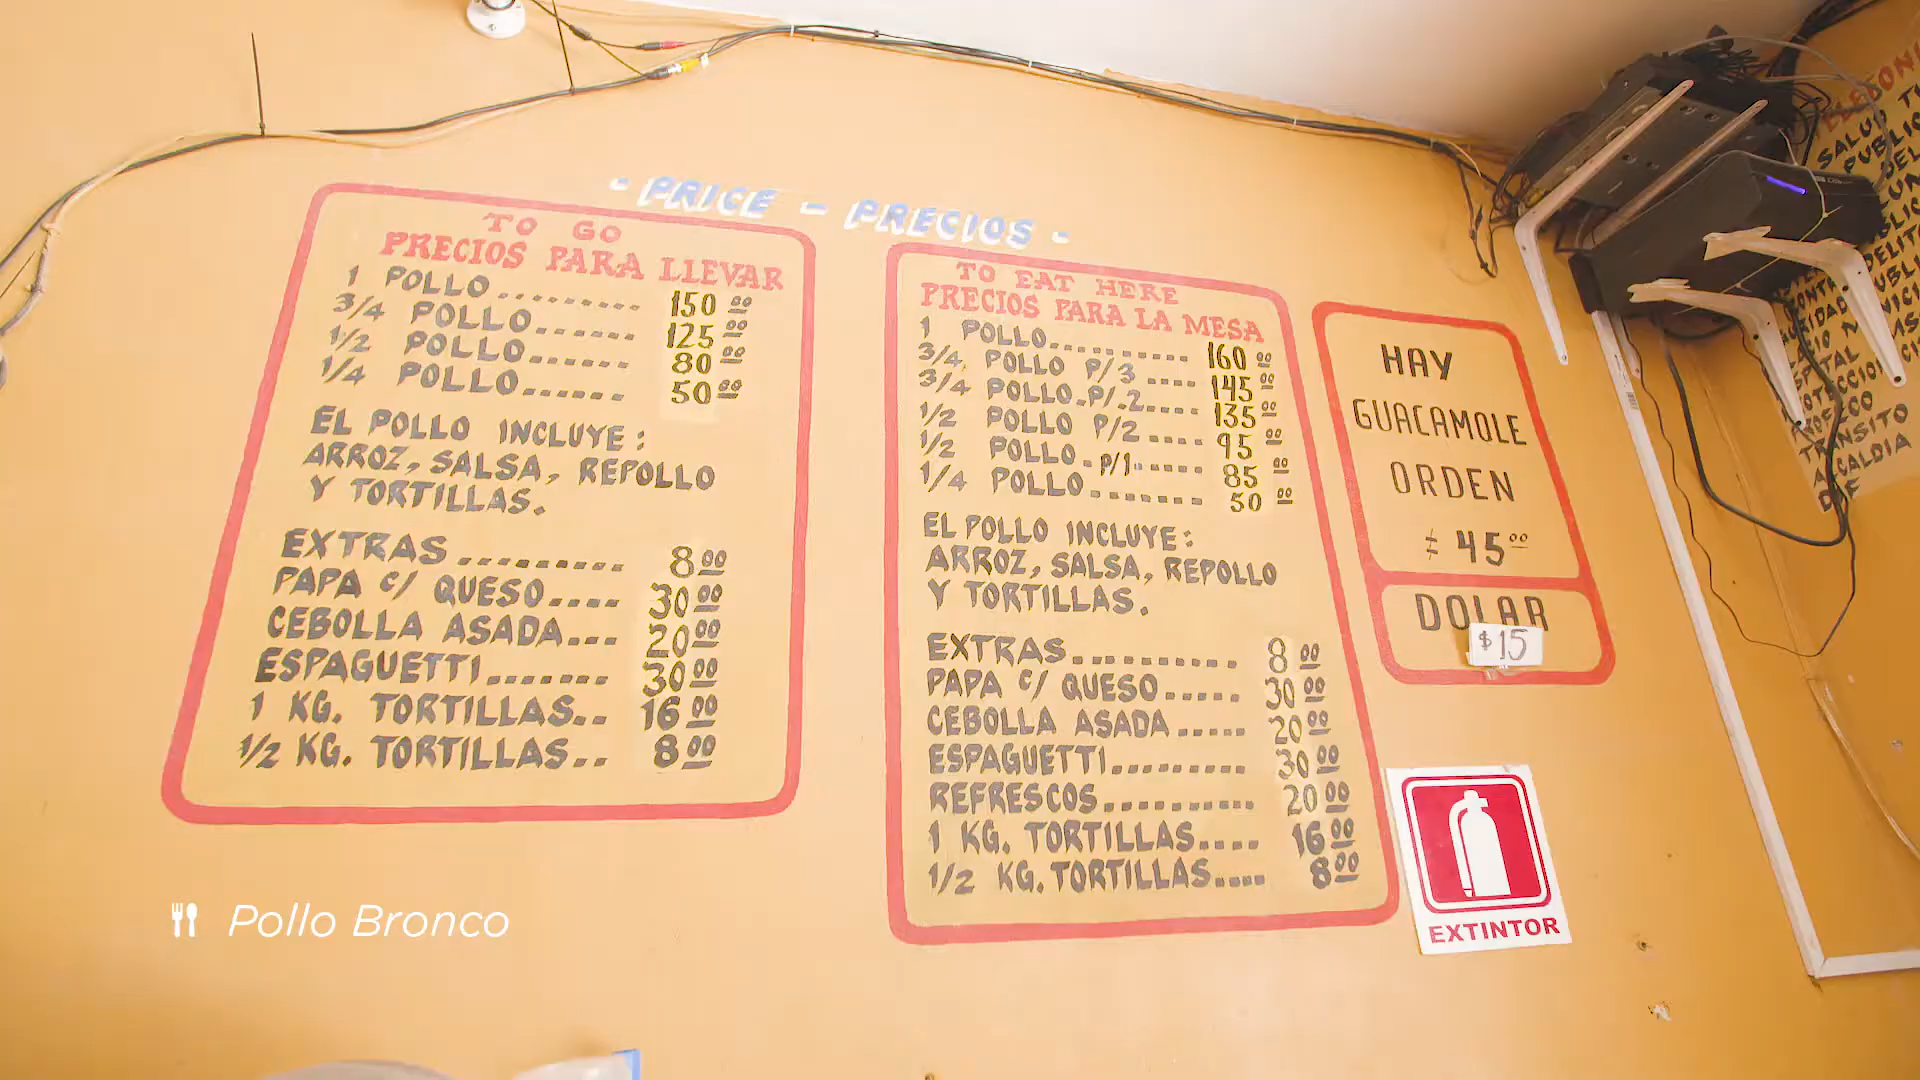 - PRICE - PRECIOS -
TO GO
PRECIOS PARA LLEVAR
1 POLLO......... 150 00
3/4 POLLO...... 125 00
1/2 POLLO...... 80 00
1/4 POLLO...... 50 00
EL POLLO INCLUYE:
ARROZ, SALSA, REPOLLO
Y TORTILLAS.
EXTRAS.......... 8 00
PAPA C/ QUESO.... 30 00
CEBOLLA ASADA... 20 00
ESPAGUETTI....... 30 00
1 KG. TORTILLAS.. 16 00
1/2 KG. TORTILLAS.. 8 00
TO EAT HERE
PRECIOS PARA LA MESA
1 POLLO.......... 160 00
3/4 POLLO P/3 .... 145 00
3/4 POLLO.P/.2.... 135 00
1/2 POLLO P/2 .... 95 00
1/2 POLLO. P/1..... 85 00
1/4 POLLO........ 50 00
EL POLLO INCLUYE:
ARROZ, SALSA, REPOLLO
Y TORTILLAS.
EXTRAS.......... 8 00
PAPA C/ QUESO..... 30 00
CEBOLLA ASADA ..... 20 00
ESPAGUETTI......... 30 00
REFRESCOS.......... 20 00
1 KG. TORTILLAS.... 16 00
1/2 KG. TORTILLAS.... 8 00
HAY
GUACAMOLE
ORDEN
$ 45 00
DOLAR
$15
EXTINTOR
SALUD
TRANSITO
ALCALDIA
Pollo Bronco